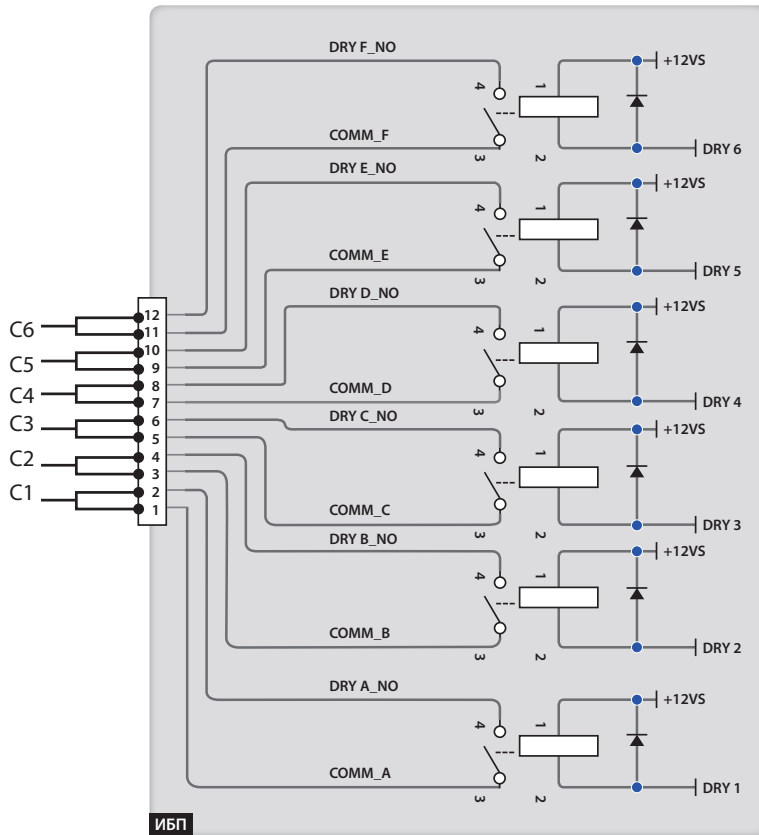 DRY F_NO
+12VS
4
1
COMM_F
3
2
DRY 6
DRY E_NO
+12VS
4
1
COMM_E
3
2
DRY 5
DRY D_NO
+12VS
4
1
COMM_D
3
2
DRY 4
DRY C_NO
+12VS
4
1
COMM_C
3
2
DRY 3
DRY B_NO
+12VS
4
1
COMM_B
3
2
DRY 2
DRY A_NO
+12VS
4
1
COMM_A
3
2
DRY 1
C6
C5
C4
C3
C2
C1
12
11
10
9
8
7
6
5
4
3
2
1
ИБП